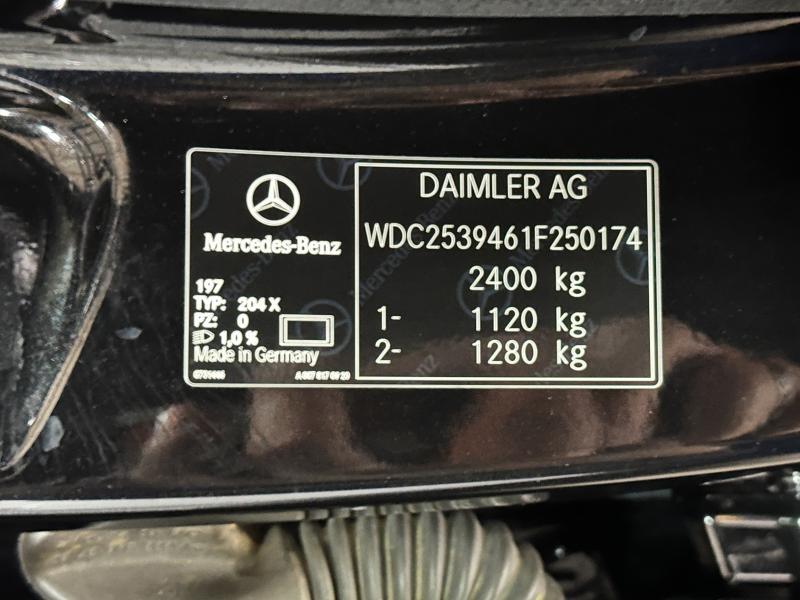 Mercedes-Benz
197
TYP: 204 X
PZ: 0
1,0 %
Made in Germany
DAIMLER AG
WDC2539461F250174
2400 kg
1- 1120 kg
2- 1280 kg